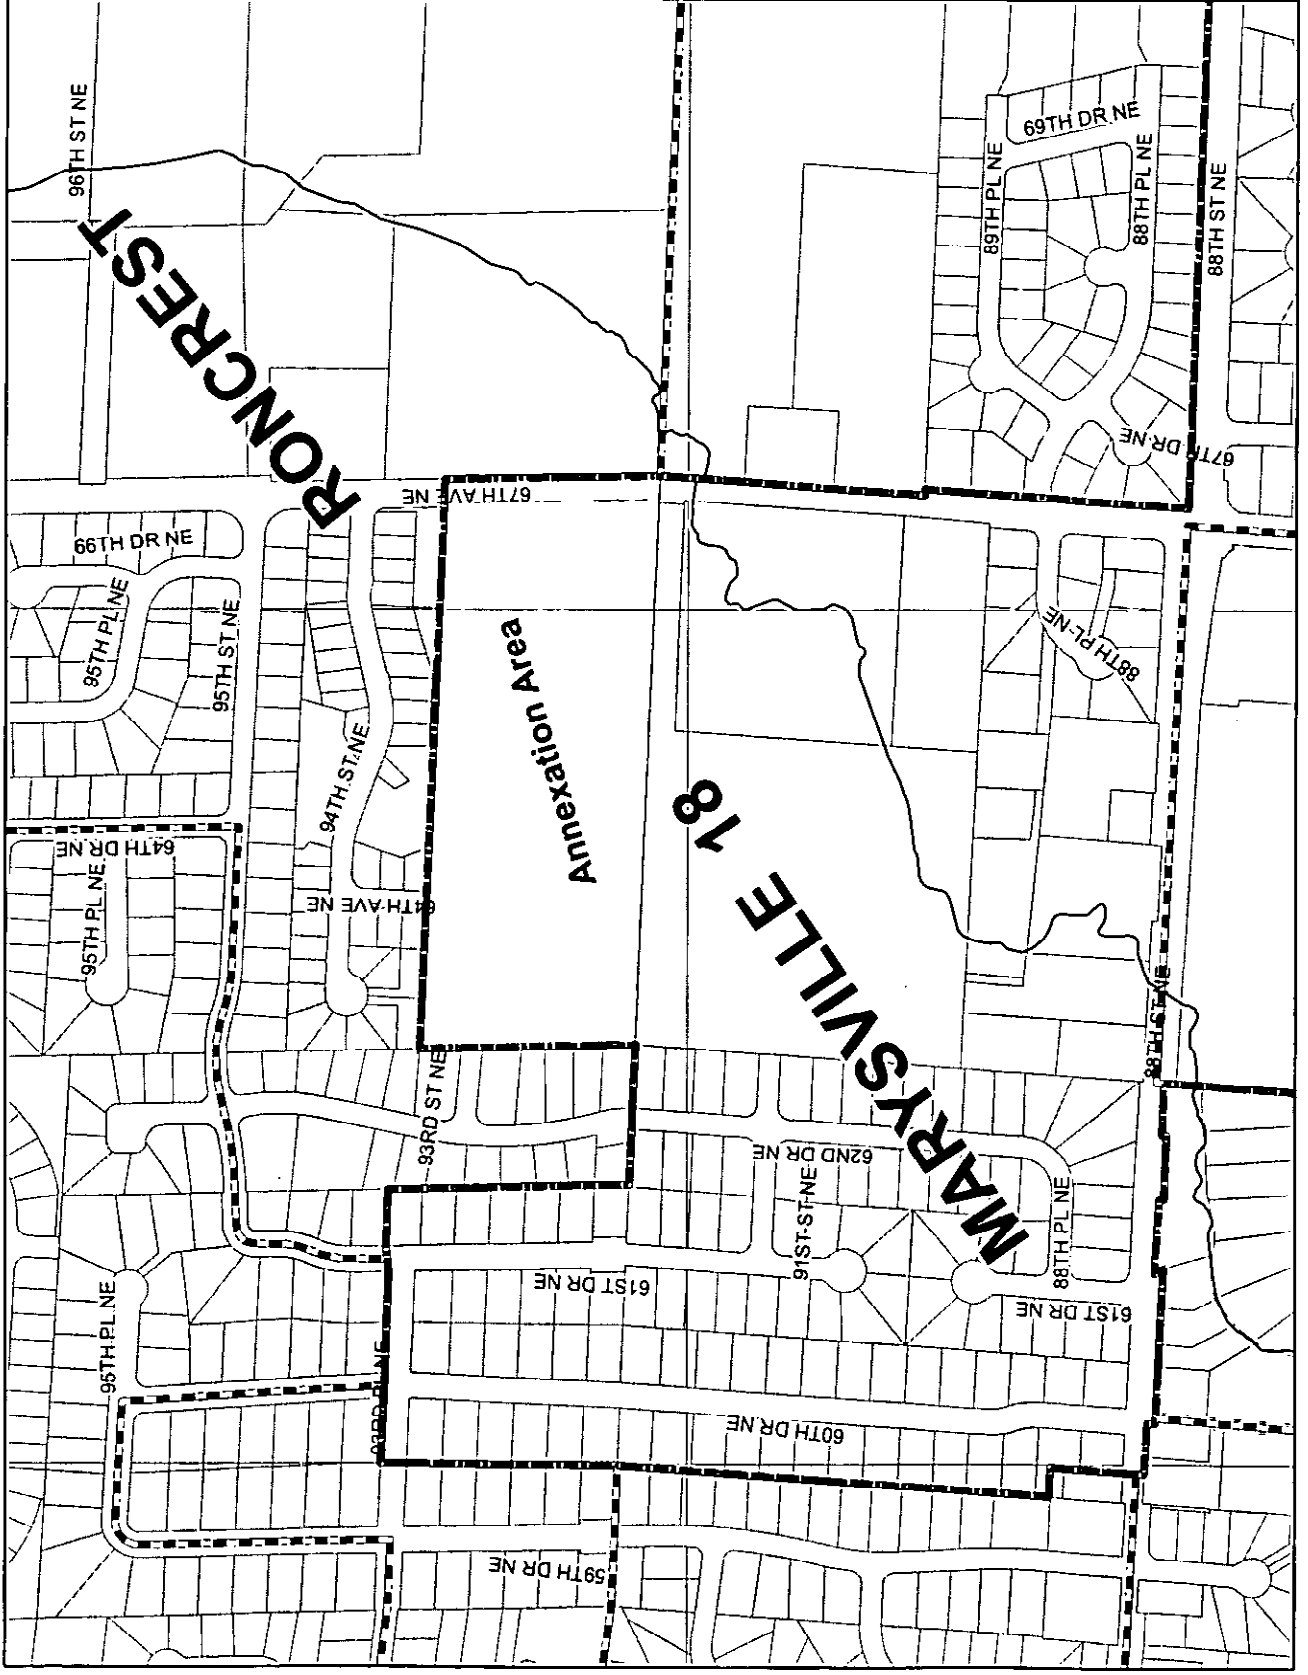 96TH ST NE
RONCREST
69TH DR NE
89TH PL NE
88TH PL NE
88TH ST NE
67TH DR NE
67TH AVE NE
66TH DR NE
95TH PL NE
95TH ST NE
94TH ST NE
Annexation Area
88TH PL NE
MARYSVILLE 18
64TH DR NE
95TH PL NE
64TH AVE NE
88TH ST NE
93RD ST NE
62ND DR NE
91ST ST NE
88TH PL NE
61ST DR NE
61ST DR NE
95TH PL NE
93RD PL NE
60TH DR NE
59TH DR NE